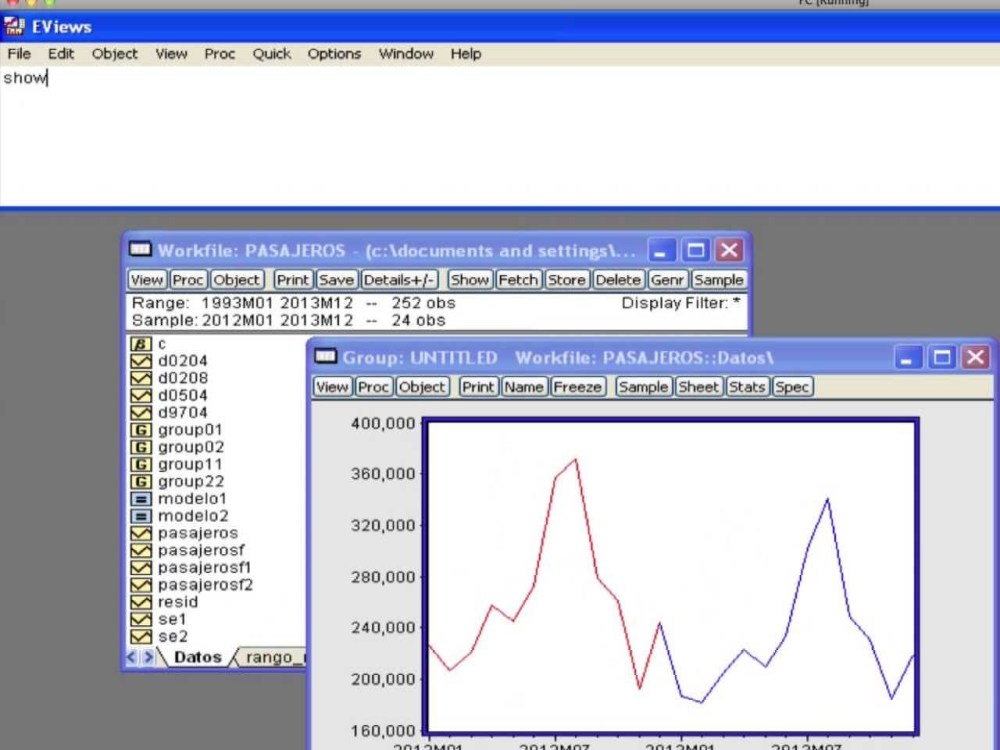 PC [Running]
EViews
File Edit Object View Proc Quick Options Window Help
show
Workfile: PASAJEROS - (c:\documents and settings\...
View Proc Object Print Save Details+/- Show Fetch Store Delete Genr Sample
Range: 1993M01 2013M12 -- 252 obs Display Filter: *
Sample: 2012M01 2013M12 -- 24 obs
c
d0204
d0208
d0504
d9704
group01
group02
group11
group22
modelo1
modelo2
pasajeros
pasajerosf
pasajerosf1
pasajerosf2
resid
se1
se2
Datos rango_
Group: UNTITLED Workfile: PASAJEROS::Datos\
View Proc Object Print Name Freeze Sample Sheet Stats Spec
400,000
360,000
320,000
280,000
240,000
200,000
160,000
2012M01 2012M07 2013M01 2013M07